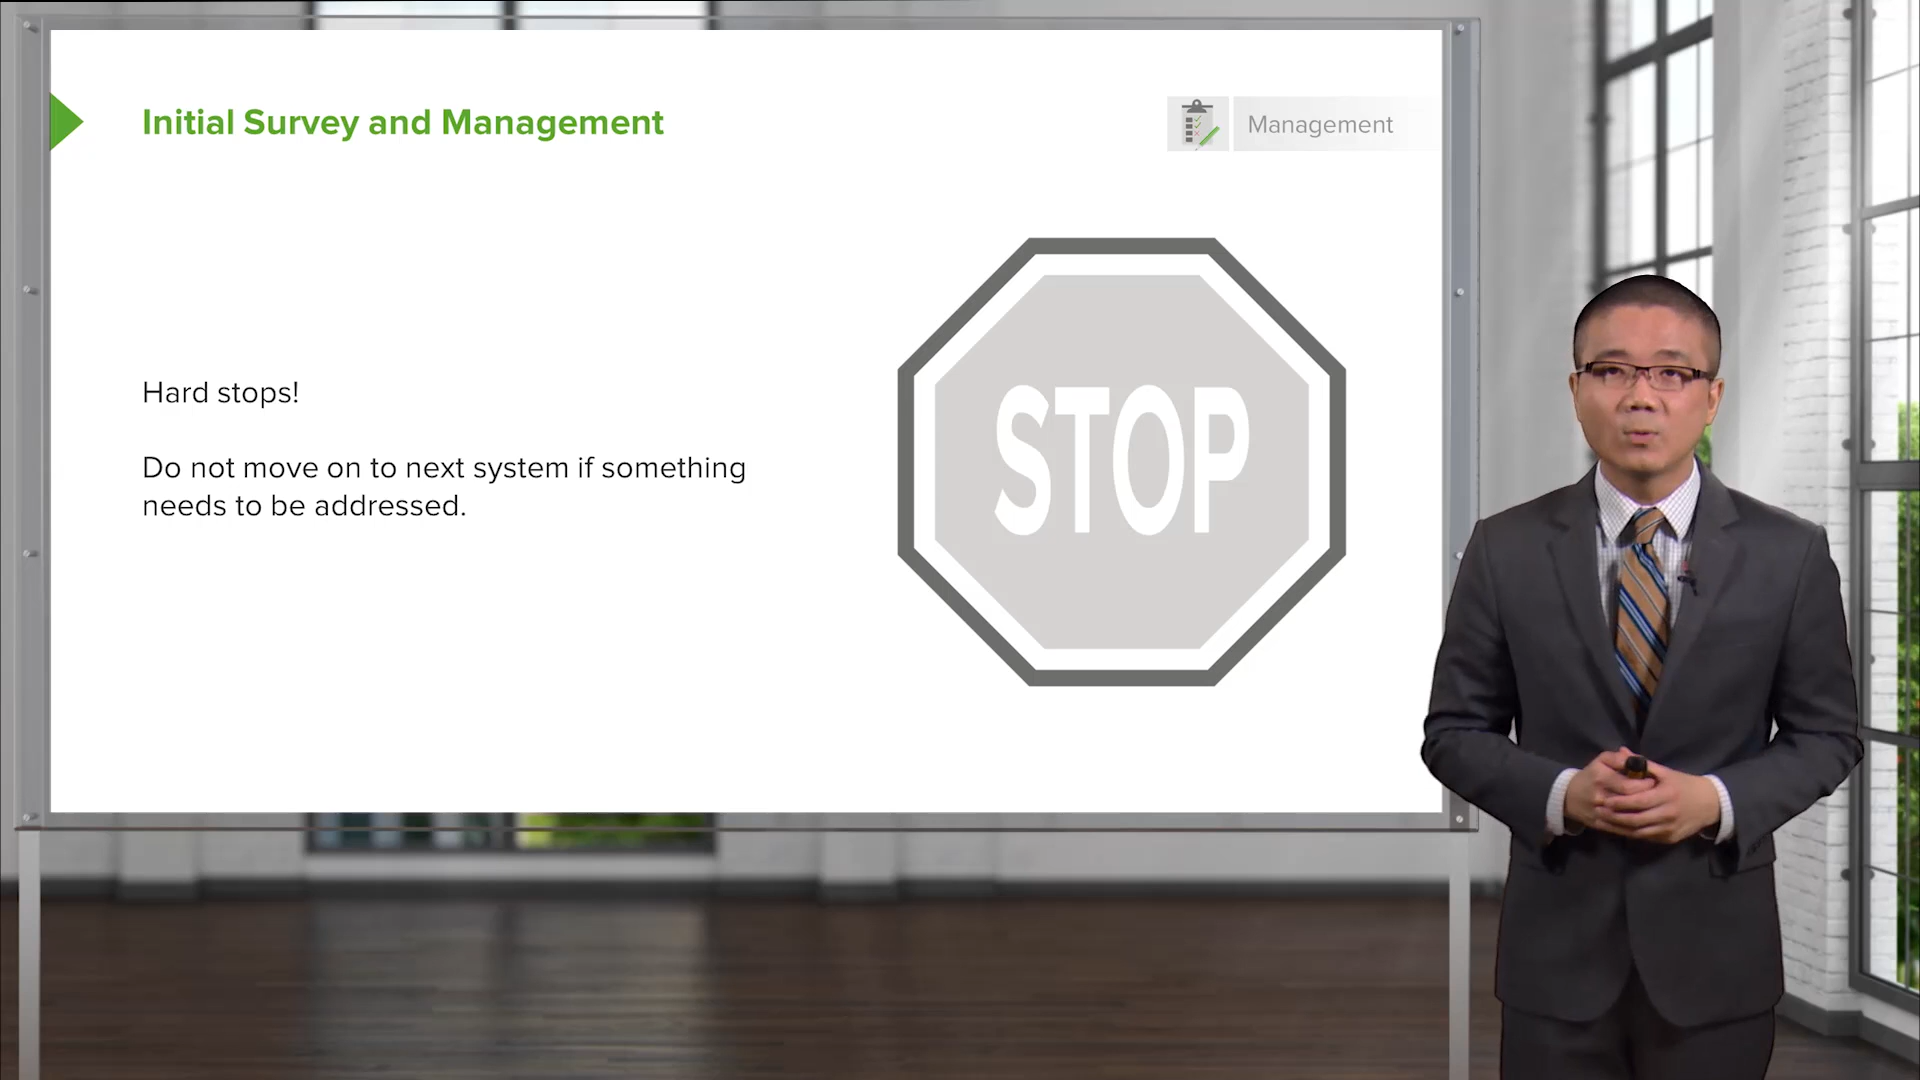 Initial Survey and Management
Management
Hard stops!
Do not move on to next system if something
needs to be addressed.
STOP